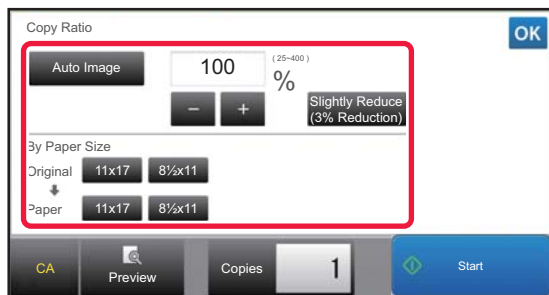 Copy Ratio
OK
Auto Image
100
(25~400)
%
−
+
Slightly Reduce
(3% Reduction)
By Paper Size
Original
11x17
8½x11
Paper
11x17
8½x11
CA
Preview
Copies
1
Start